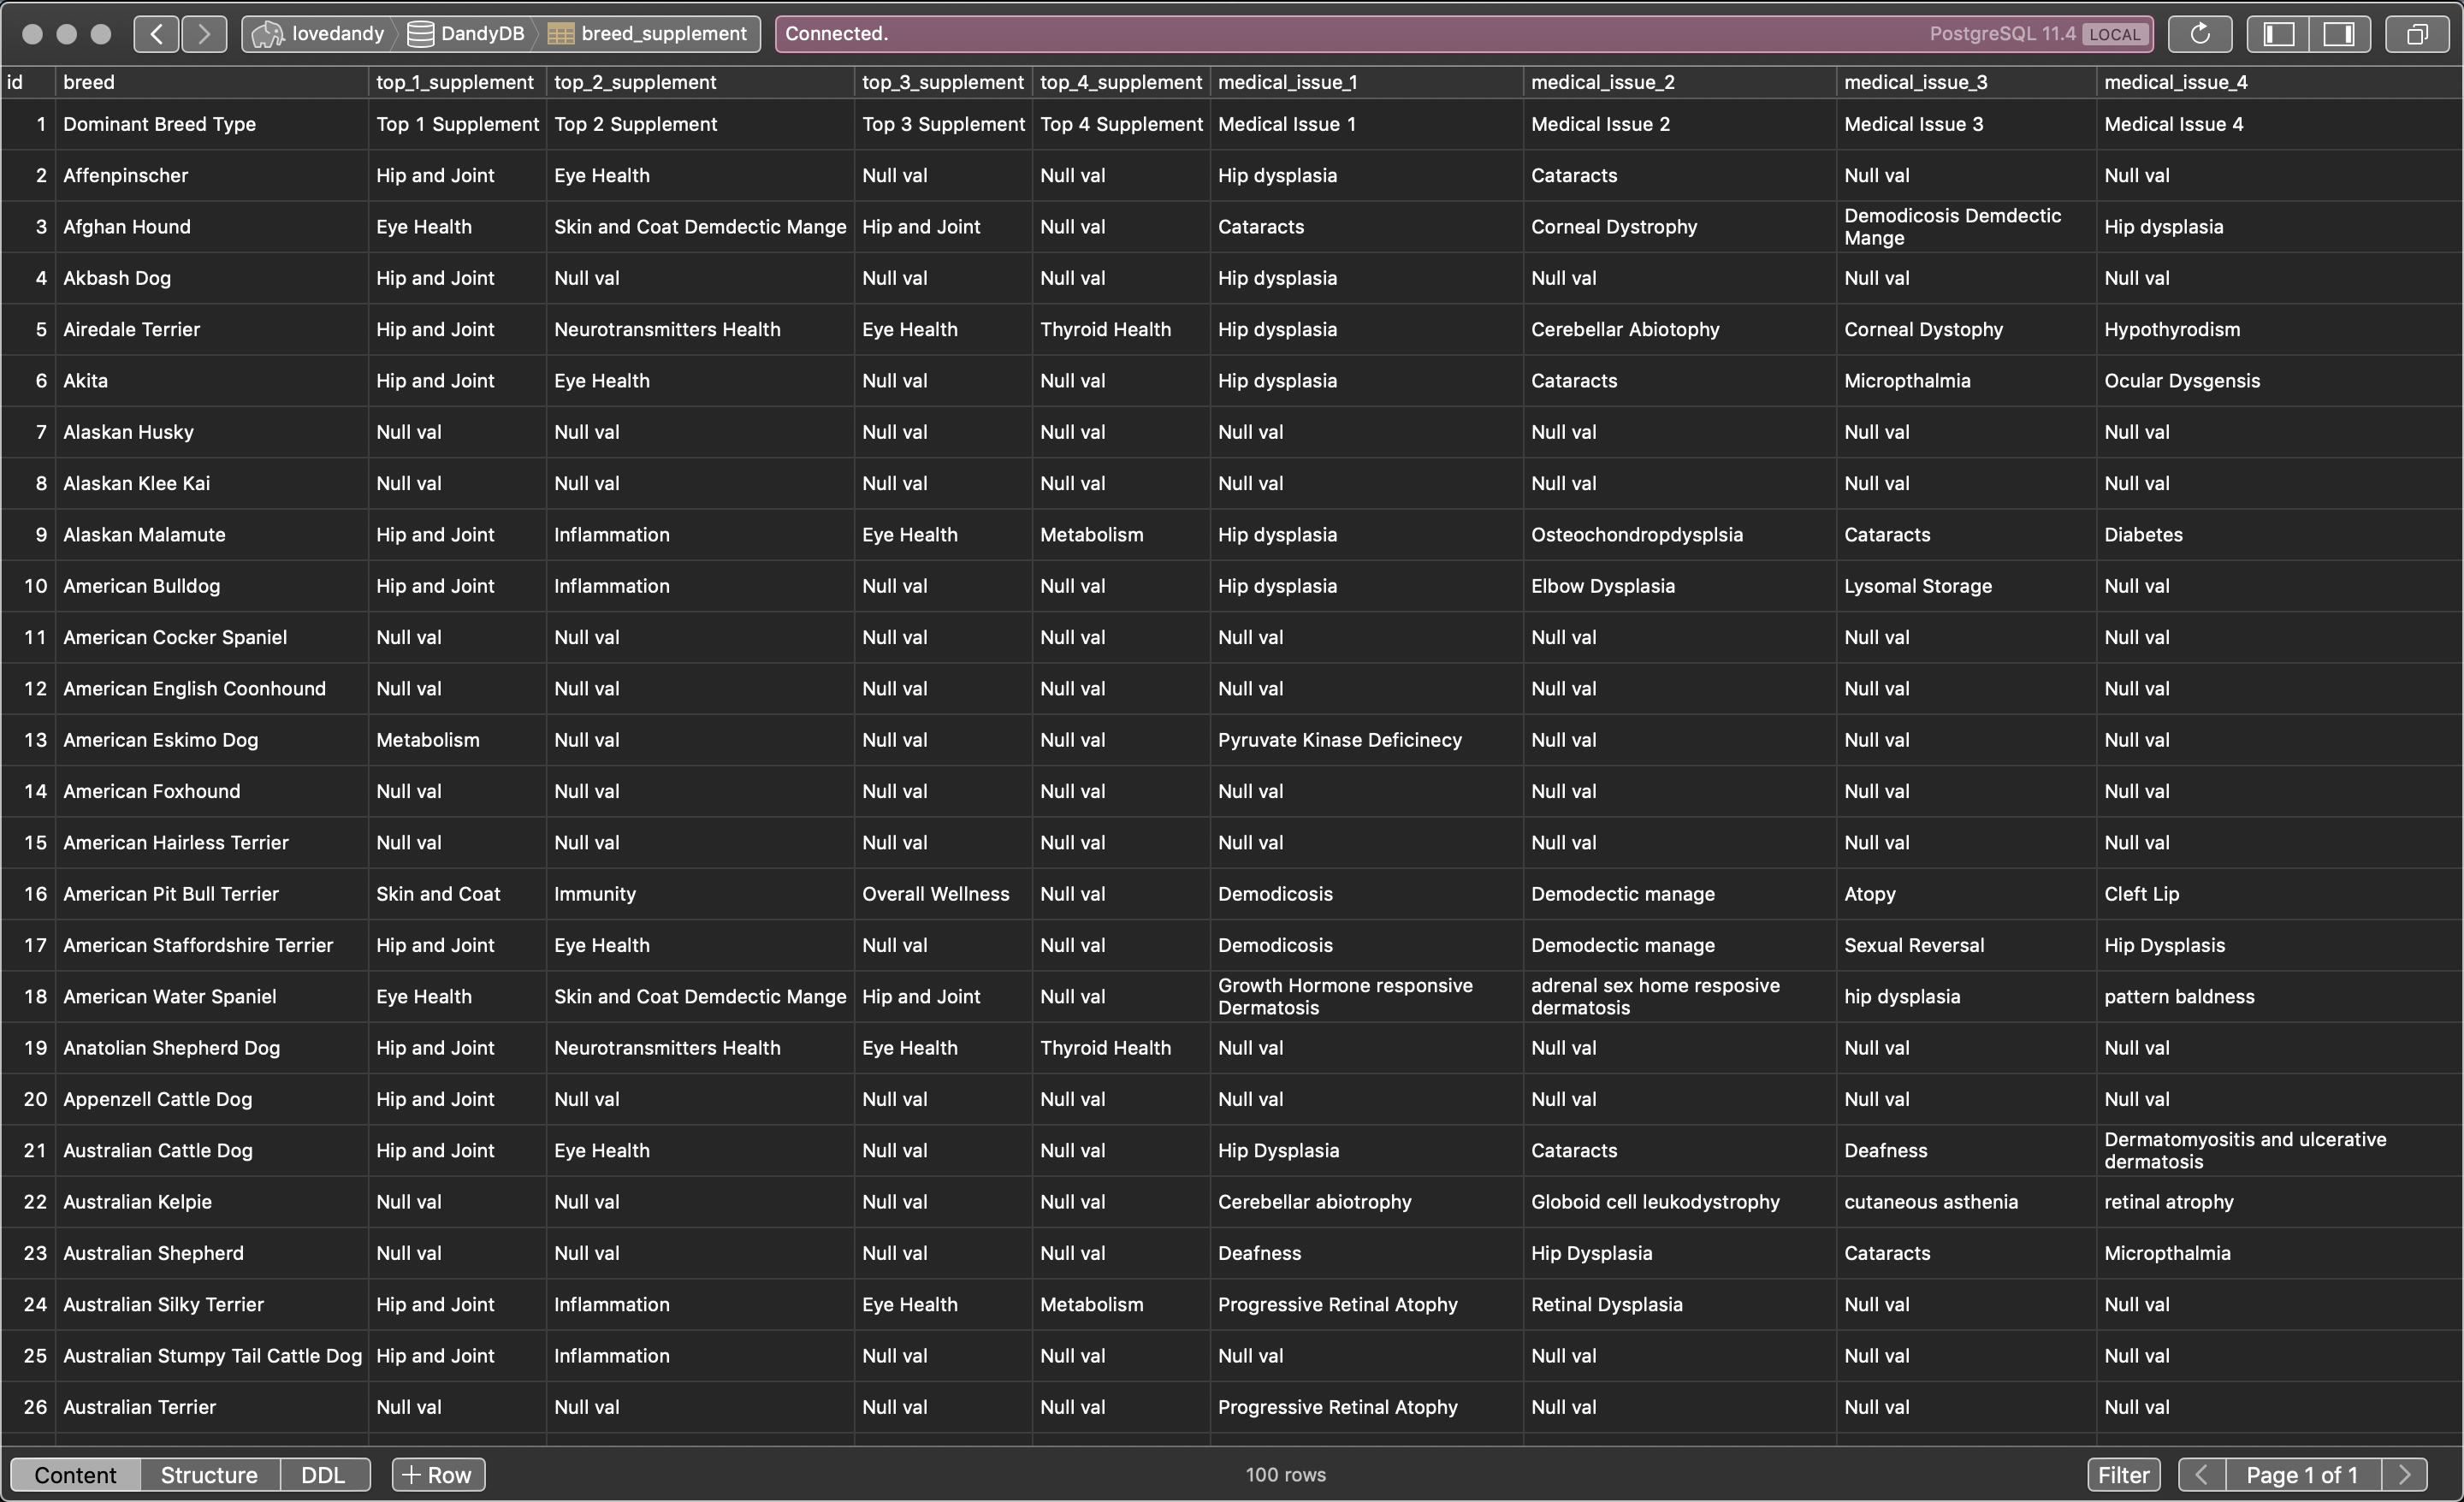 lovedandy DandyDB breed_supplement Connected. PostgreSQL 11.4 LOCAL
id breed top_1_supplement top_2_supplement top_3_supplement top_4_supplement medical_issue_1 medical_issue_2 medical_issue_3 medical_issue_4
1 Dominant Breed Type Top 1 Supplement Top 2 Supplement Top 3 Supplement Top 4 Supplement Medical Issue 1 Medical Issue 2 Medical Issue 3 Medical Issue 4
2 Affenpinscher Hip and Joint Eye Health Null val Null val Hip dysplasia Cataracts Null val Null val
3 Afghan Hound Eye Health Skin and Coat Demdectic Mange Hip and Joint Null val Cataracts Corneal Dystrophy Demodicosis Demdectic Mange Hip dysplasia
4 Akbash Dog Hip and Joint Null val Null val Null val Hip dysplasia Null val Null val Null val
5 Airedale Terrier Hip and Joint Neurotransmitters Health Eye Health Thyroid Health Hip dysplasia Cerebellar Abiotophy Corneal Dystophy Hypothyrodism
6 Akita Hip and Joint Eye Health Null val Null val Hip dysplasia Cataracts Micropthalmia Ocular Dysgensis
7 Alaskan Husky Null val Null val Null val Null val Null val Null val Null val Null val
8 Alaskan Klee Kai Null val Null val Null val Null val Null val Null val Null val Null val
9 Alaskan Malamute Hip and Joint Inflammation Eye Health Metabolism Hip dysplasia Osteochondropdysplsia Cataracts Diabetes
10 American Bulldog Hip and Joint Inflammation Null val Null val Hip dysplasia Elbow Dysplasia Lysomal Storage Null val
11 American Cocker Spaniel Null val Null val Null val Null val Null val Null val Null val Null val
12 American English Coonhound Null val Null val Null val Null val Null val Null val Null val Null val
13 American Eskimo Dog Metabolism Null val Null val Null val Pyruvate Kinase Deficinecy Null val Null val Null val
14 American Foxhound Null val Null val Null val Null val Null val Null val Null val Null val
15 American Hairless Terrier Null val Null val Null val Null val Null val Null val Null val Null val
16 American Pit Bull Terrier Skin and Coat Immunity Overall Wellness Null val Demodicosis Demodectic manage Atopy Cleft Lip
17 American Staffordshire Terrier Hip and Joint Eye Health Null val Null val Demodicosis Demodectic manage Sexual Reversal Hip Dysplasis
18 American Water Spaniel Eye Health Skin and Coat Demdectic Mange Hip and Joint Null val Growth Hormone responsive Dermatosis adrenal sex home resposive dermatosis hip dysplasia pattern baldness
19 Anatolian Shepherd Dog Hip and Joint Neurotransmitters Health Eye Health Thyroid Health Null val Null val Null val Null val
20 Appenzell Cattle Dog Hip and Joint Null val Null val Null val Null val Null val Null val Null val
21 Australian Cattle Dog Hip and Joint Eye Health Null val Null val Hip Dysplasia Cataracts Deafness Dermatomyositis and ulcerative dermatosis
22 Australian Kelpie Null val Null val Null val Null val Cerebellar abiotrophy Globoid cell leukodystrophy cutaneous asthenia retinal atrophy
23 Australian Shepherd Null val Null val Null val Null val Deafness Hip Dysplasia Cataracts Micropthalmia
24 Australian Silky Terrier Hip and Joint Inflammation Eye Health Metabolism Progressive Retinal Atophy Retinal Dysplasia Null val Null val
25 Australian Stumpy Tail Cattle Dog Hip and Joint Inflammation Null val Null val Null val Null val Null val Null val
26 Australian Terrier Null val Null val Null val Null val Progressive Retinal Atophy Null val Null val Null val
Content Structure DDL + Row 100 rows Filter Page 1 of 1